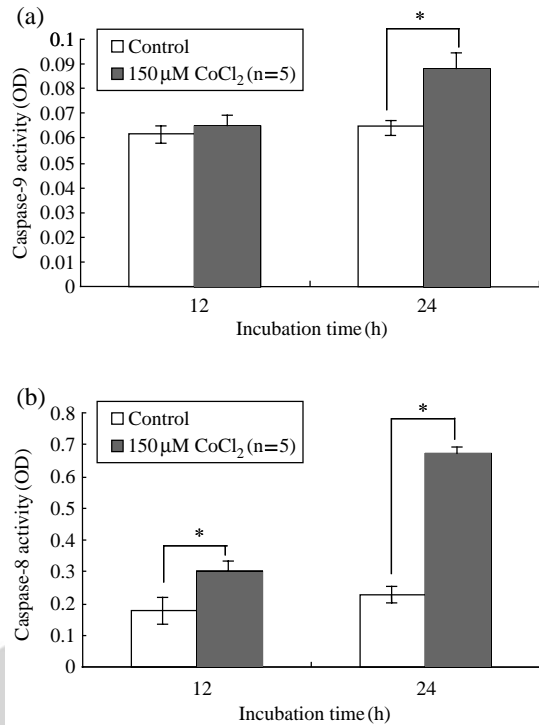 (a)
*
0.1
0.09
0.08
0.07
0.06
0.05
0.04
0.03
0.02
0.01
0
Caspase-9 activity (OD)
Control
150 μM CoCl₂ (n=5)
12
24
Incubation time (h)
(b)
*
*
0.8
0.7
0.6
0.5
0.4
0.3
0.2
0.1
0
Caspase-8 activity (OD)
Control
150 μM CoCl₂ (n=5)
12
24
Incubation time (h)